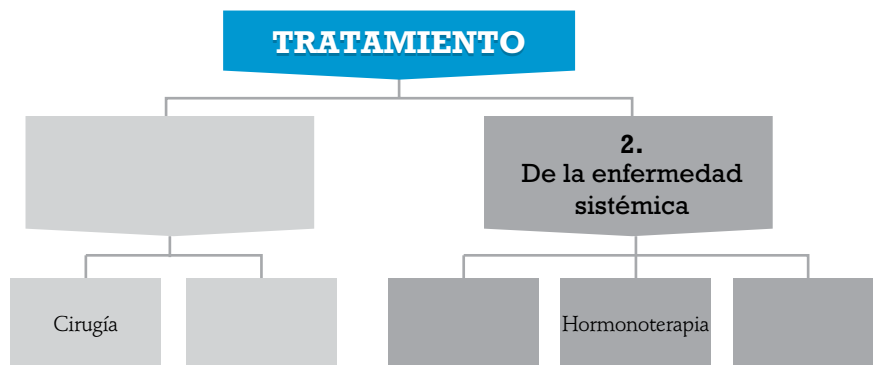 TRATAMIENTO
2.
De la enfermedad
sistémica
Cirugía
Hormonoterapia